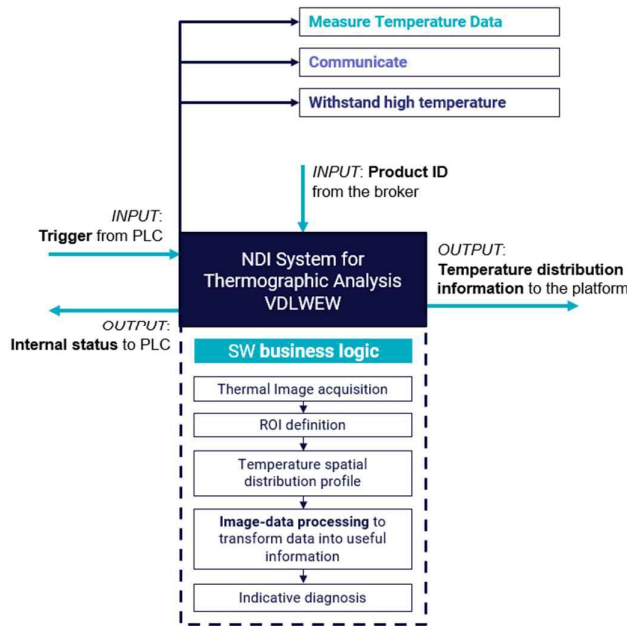 Measure Temperature Data
Communicate
Withstand high temperature
INPUT: Product ID
from the broker
INPUT:
Trigger from PLC
NDI System for
Thermographic Analysis
VDLWEW
OUTPUT:
Temperature distribution
information to the platform
OUTPUT:
Internal status to PLC
SW business logic
Thermal Image acquisition
ROI definition
Temperature spatial
distribution profile
Image-data processing to
transform data into useful
information
Indicative diagnosis